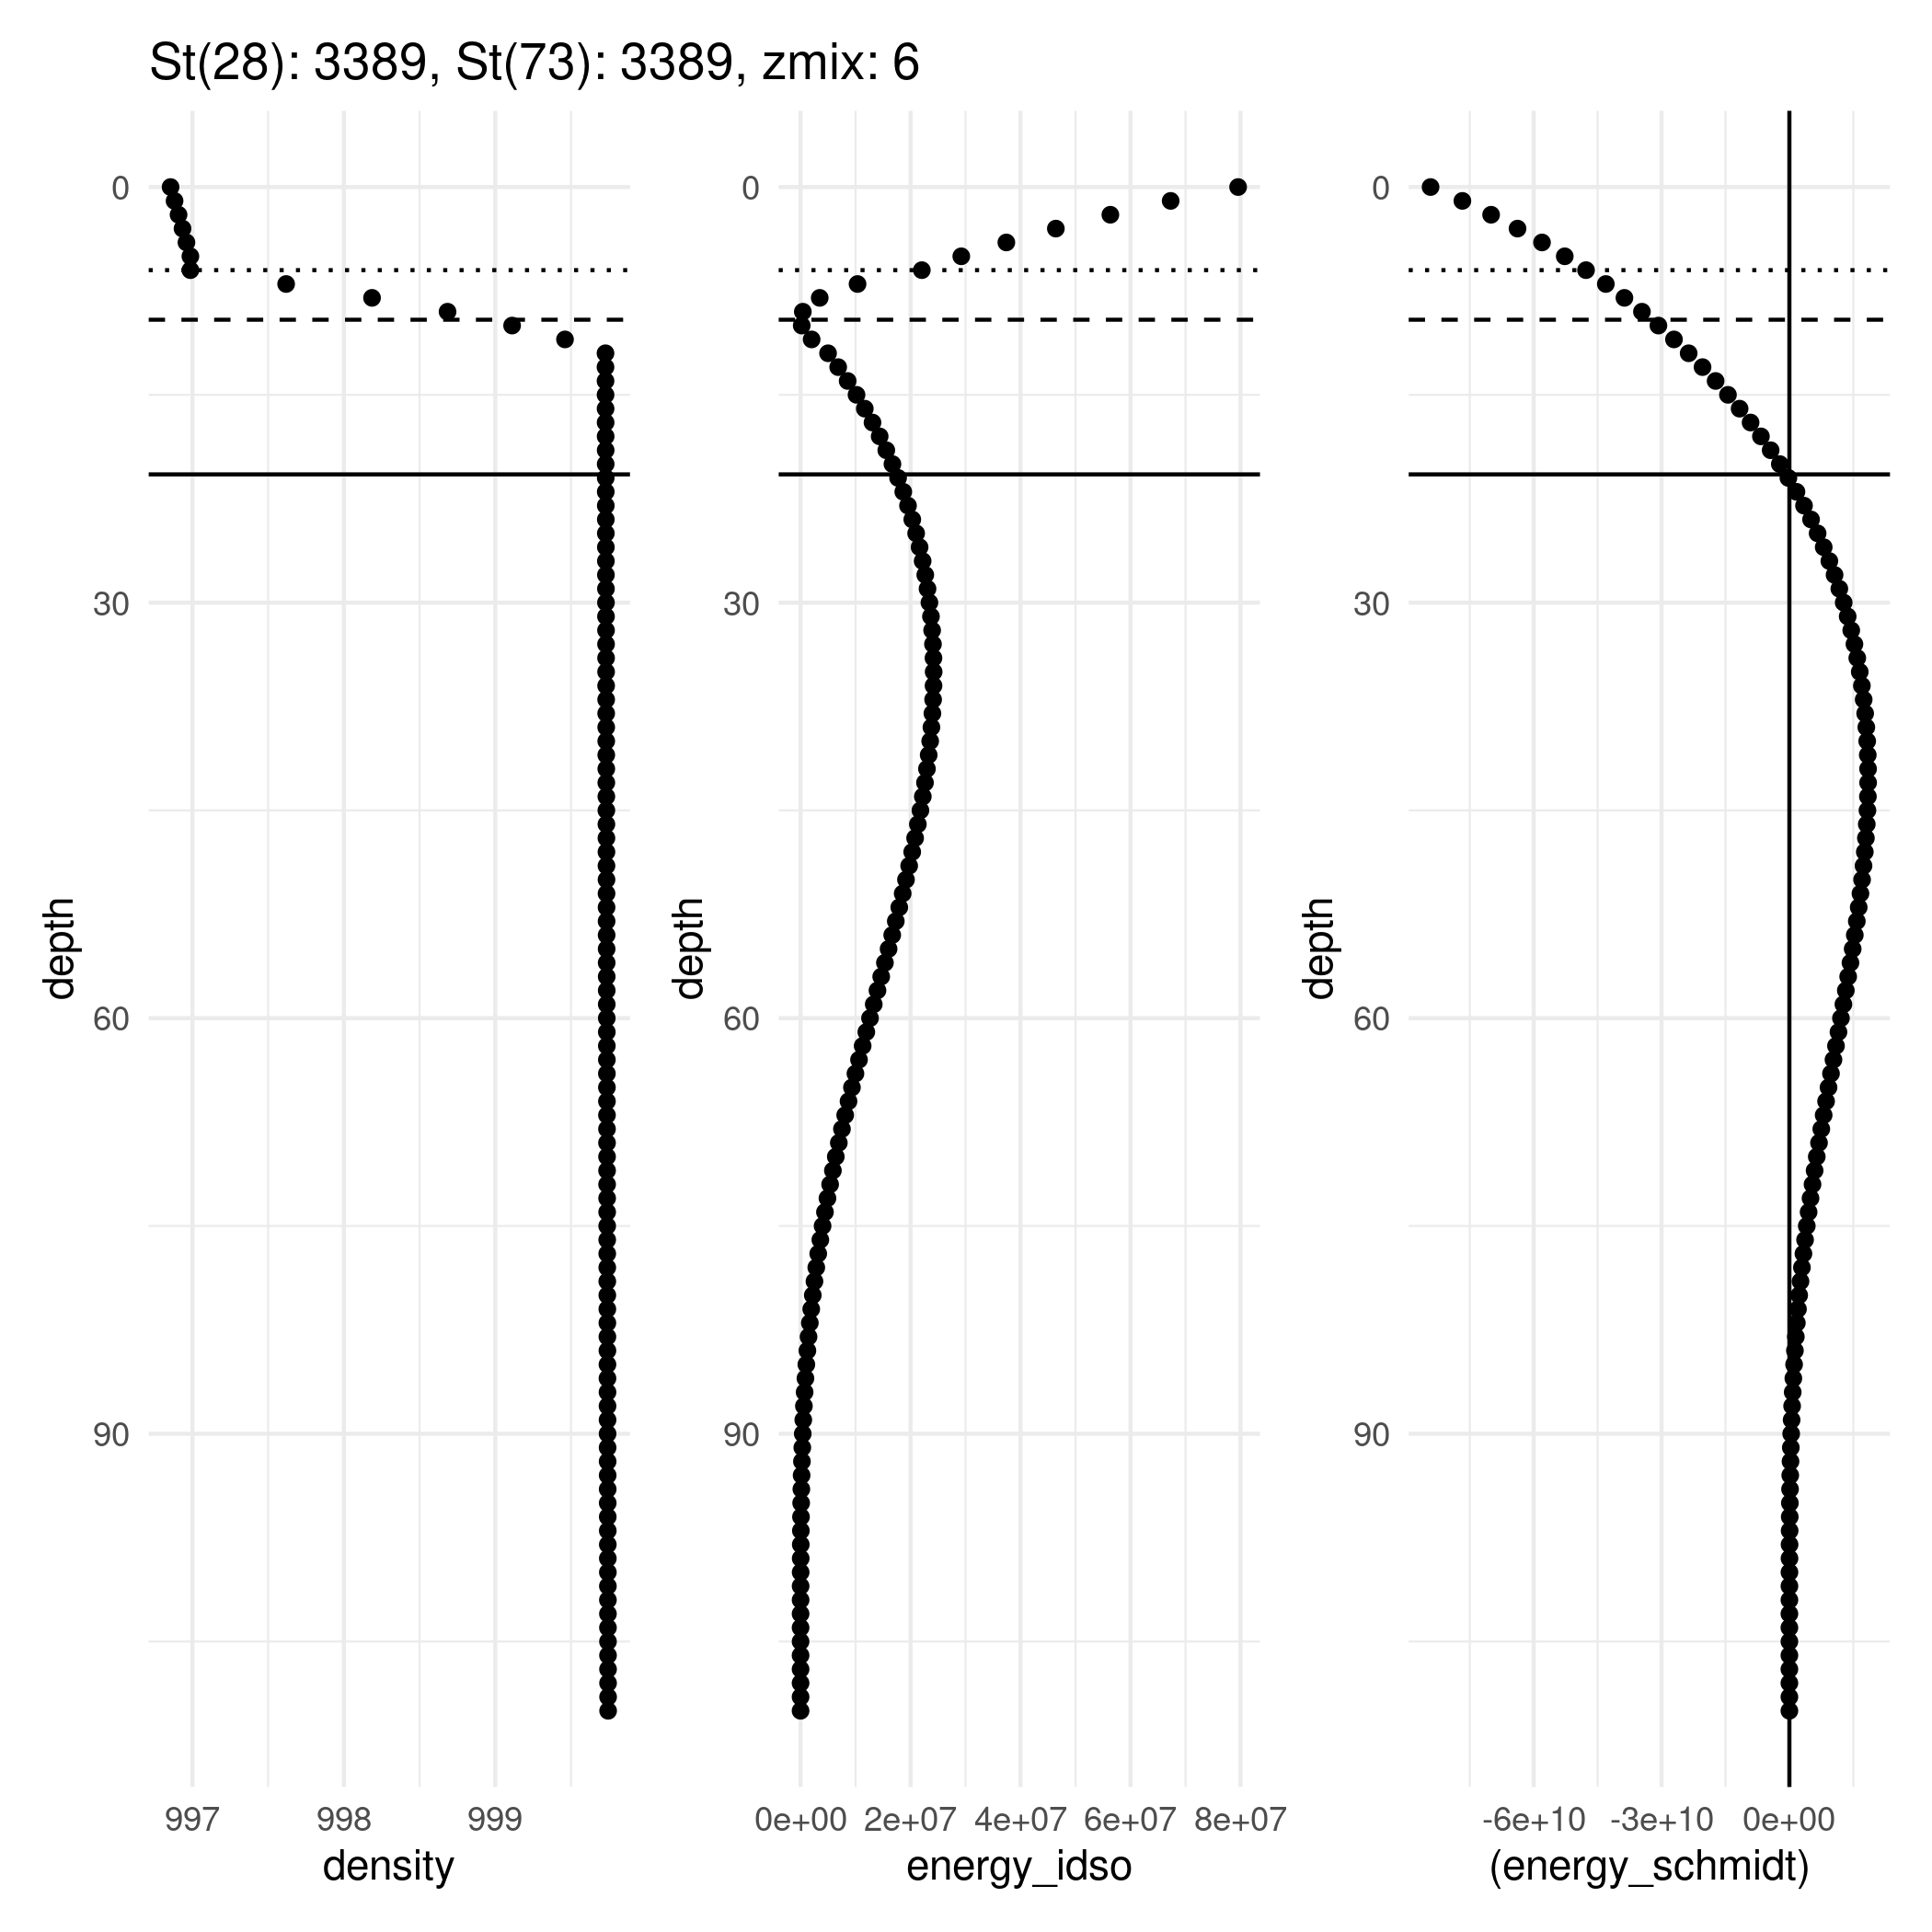 St(28): 3389, St(73): 3389, zmix: 6
0
30
60
90
depth
997 998 999
density
0
30
60
90
depth
0e+00 2e+07 4e+07 6e+07 8e+07
energy_idso
0
30
60
90
depth
-6e+10 -3e+10 0e+00
(energy_schmidt)